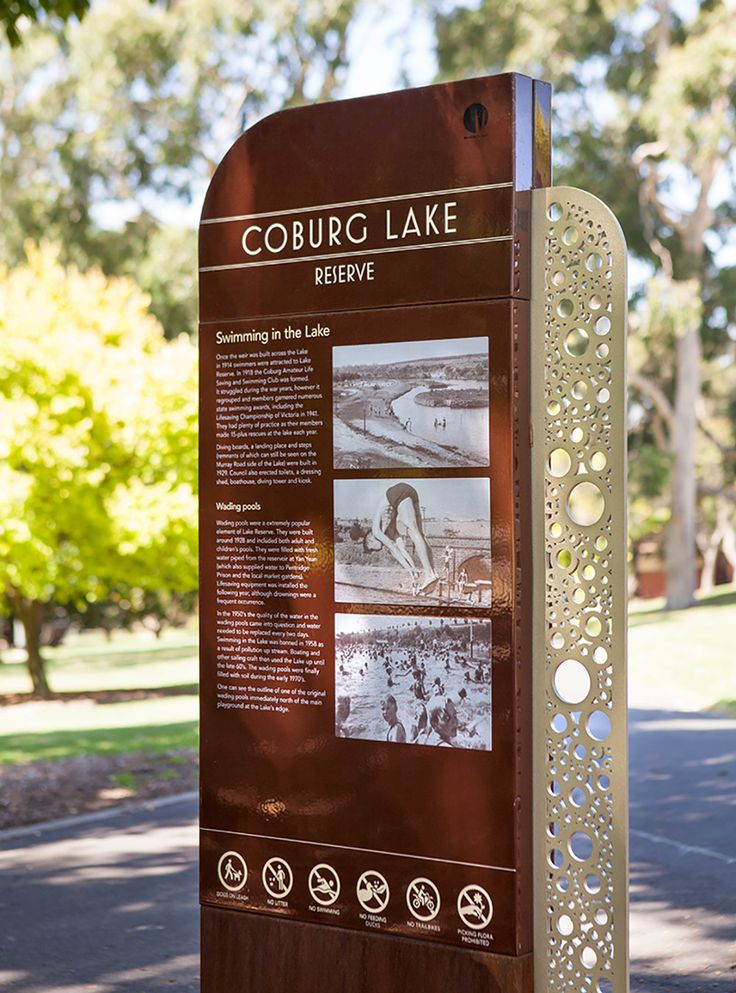 COBURG LAKE
RESERVE
Swimming in the Lake
Once the weir was built across the Lake
in 1914 swimmers were attracted to Lake
Reserve. In 1918 the Coburg Amateur Life
Saving and Swimming Club was formed.
It struggled during the war years, however it
regrouped and members garnered numerous
state swimming awards, including the
Lifesaving Championship of Victoria in 1941.
They had plenty of practice as their members
made 15-plus rescues at the lake each year.
Diving boards, a landing place and steps
(remnants of which can still be seen on the
Murray Road side of the Lake) were built in
1929. Council also erected toilets, a dressing
shed, boathouse, diving tower and kiosk.
Wading pools
Wading pools were a extremely popular
element of Lake Reserve. They were built
around 1928 and included both adult and
children's pools. They were filled with fresh
water piped from the reservoir at Yan Yean
(which also supplied water to Pentridge
Prison and the local market gardens).
Lifesaving equipment was installed the
following year, although drownings were a
frequent occurrence.
In the 1950's the quality of the water in the
wading pools came into question and water
needed to be replaced every two days.
Swimming in the Lake was banned in 1958 as
a result of pollution up stream. Boating and
other sailing craft then used the Lake up until
the late 60's. The wading pools were finally
filled with soil during the early 1970's.
One can see the outline of one of the original
wading pools immediately north of the main
playground at the Lake's edge.
DOGS ON LEASH
NO LITTER
NO SWIMMING
NO FEEDING
DUCKS
NO TRAILBIKES
PICKING FLORA
PROHIBITED